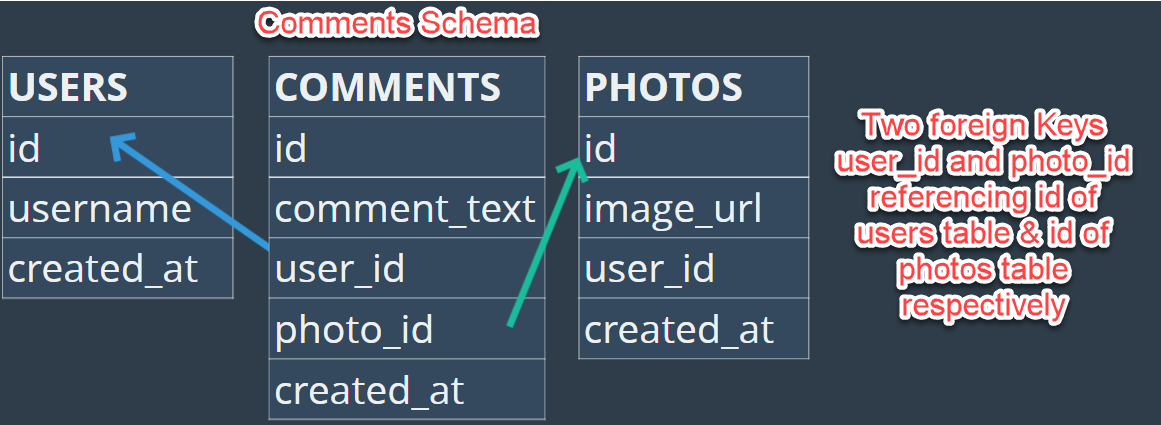 Comments Schema
USERS
id
username
created_at
COMMENTS
id
comment_text
user_id
photo_id
created_at
PHOTOS
id
image_url
user_id
created_at
Two foreign Keys
user_id and photo_id
referencing id of
users table & id of
photos table
respectively